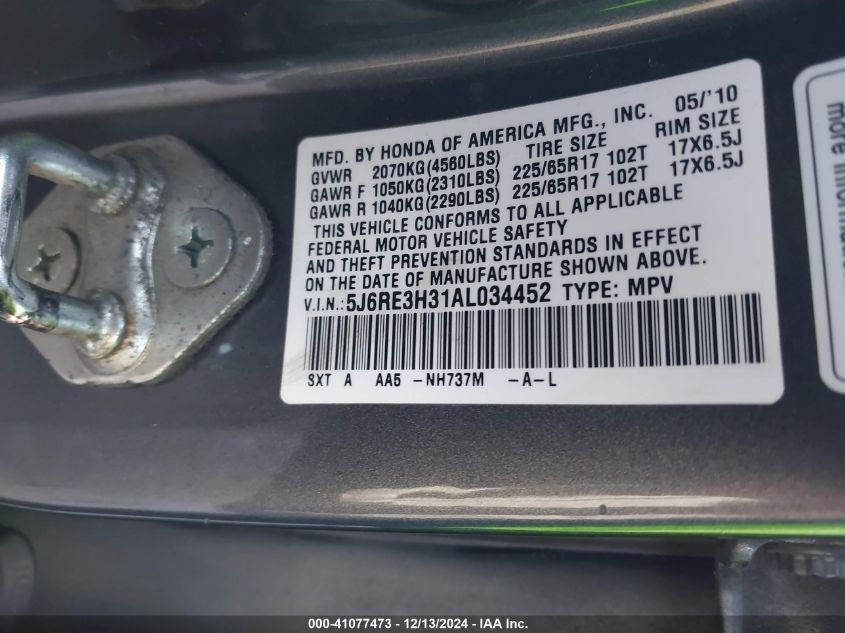 MFD. BY HONDA OF AMERICA MFG., INC. 05/'10
GVWR 2070KG(4560LBS) TIRE SIZE RIM SIZE
GAWR F 1050KG(2310LBS) 225/65R17 102T 17X6.5J
GAWR R 1040KG(2290LBS) 225/65R17 102T 17X6.5J
THIS VEHICLE CONFORMS TO ALL APPLICABLE
FEDERAL MOTOR VEHICLE SAFETY
AND THEFT PREVENTION STANDARDS IN EFFECT
ON THE DATE OF MANUFACTURE SHOWN ABOVE.
V.I.N.:5J6RE3H31AL034452 TYPE: MPV
SXT A AA5 -NH737M -A-L
more
000-41077473 - 12/13/2024 - IAA Inc.